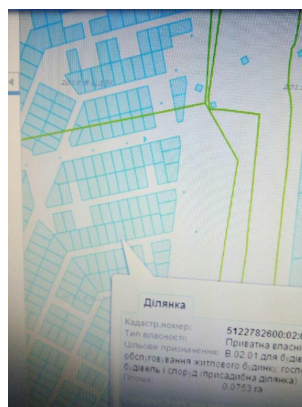 Ділянка
Кадастр.номер: 5122782600:02:0
Тип власності: Приватна власні
Цільове призначення: В.02.01 для будів
обслуговування житлового будинку, госп
будівель і споруд (присадибна ділянка)
Площа: 0.0753 га